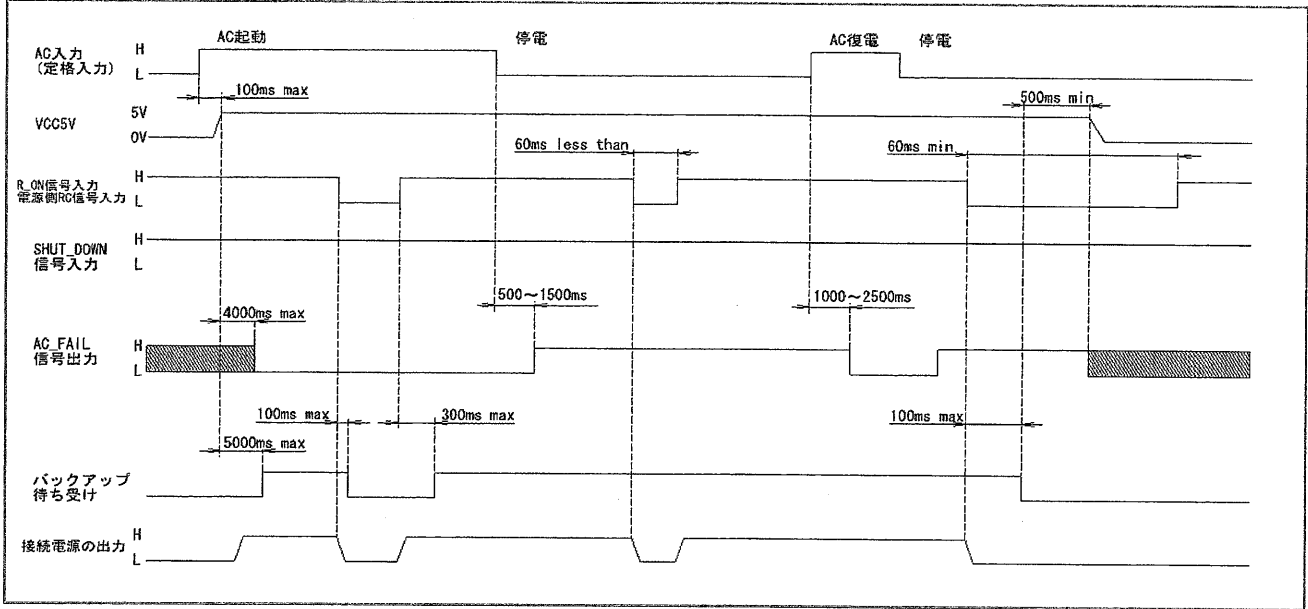 AC起動
停電
AC復電
停電
AC入力
(定格入力)
H
L
100ms max
500ms min
VCC5V
5V
0V
60ms less than
60ms min
R_ON信号入力
電源側RC信号入力
H
L
SHUT_DOWN
信号入力
H
L
500～1500ms
1000～2500ms
4000ms max
AC_FAIL
信号出力
H
L
100ms max
300ms max
100ms max
5000ms max
バックアップ
待ち受け
接続電源の出力
H
L